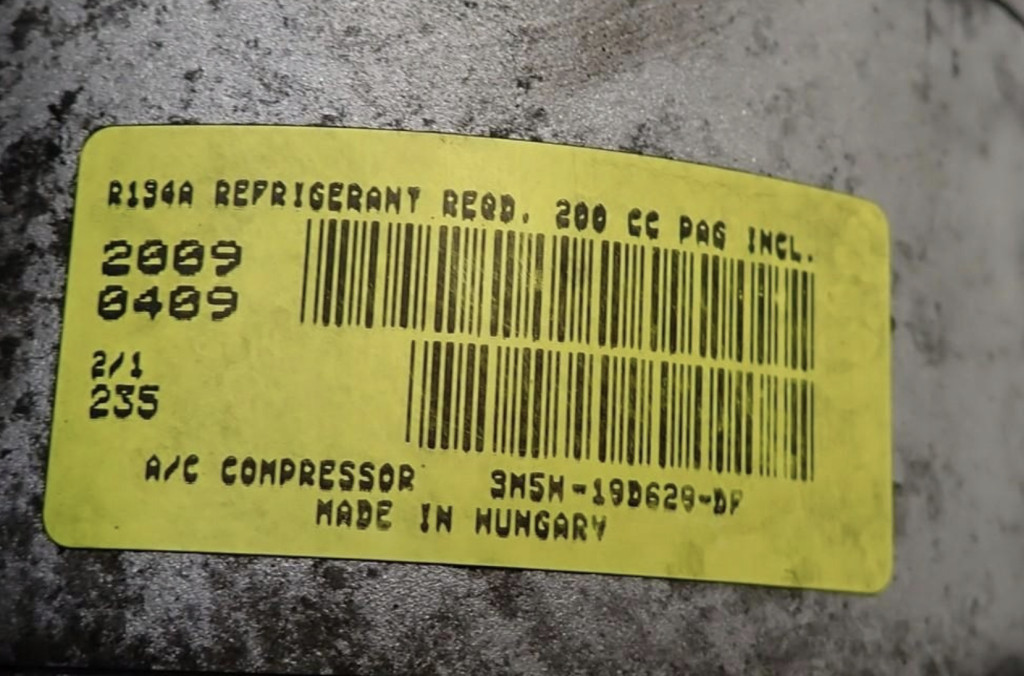 R134A REFRIGERANT REQD. 200 CC PAG INCL.
2009
0409
2/1
235
A/C COMPRESSOR 3M5H-19D629-DF
MADE IN HUNGARY